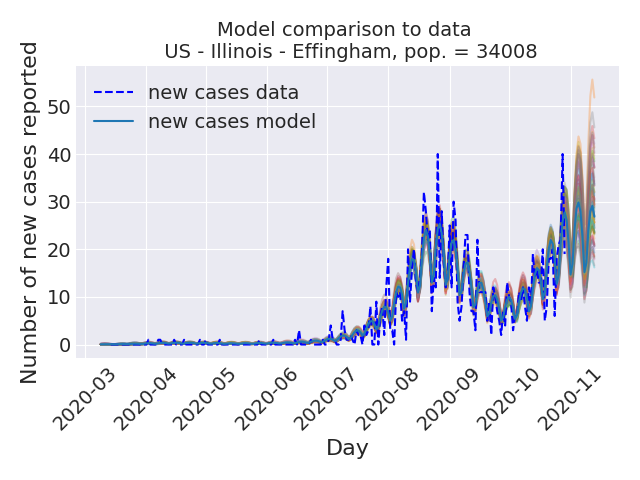 Model comparison to data
US - Illinois - Effingham, pop. = 34008
Number of new cases reported
new cases data
new cases model
50
40
30
20
10
0
2020-03
2020-04
2020-05
2020-06
2020-07
2020-08
2020-09
2020-10
2020-11
Day